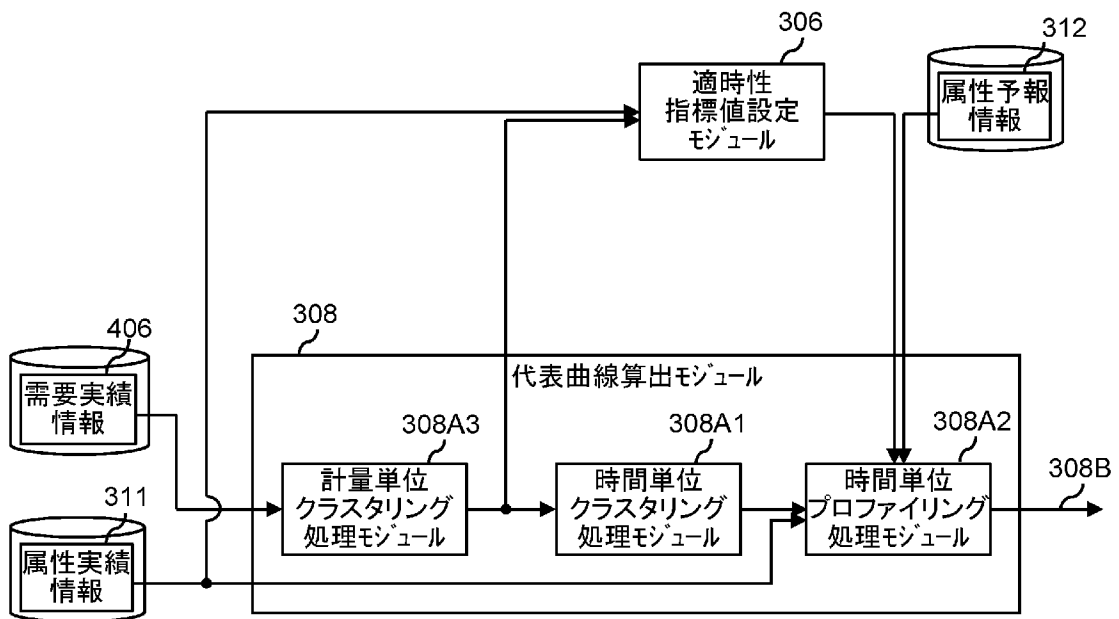 306
適時性
指標値設定
ﾓｼﾞｭｰﾙ
312
属性予報
情報
308
代表曲線算出ﾓｼﾞｭｰﾙ
406
需要実績
情報
311
属性実績
情報
308A3
計量単位
クラスタリング
処理ﾓｼﾞｭｰﾙ
308A1
時間単位
クラスタリング
処理ﾓｼﾞｭｰﾙ
308A2
時間単位
プロファイリング
処理ﾓｼﾞｭｰﾙ
308B